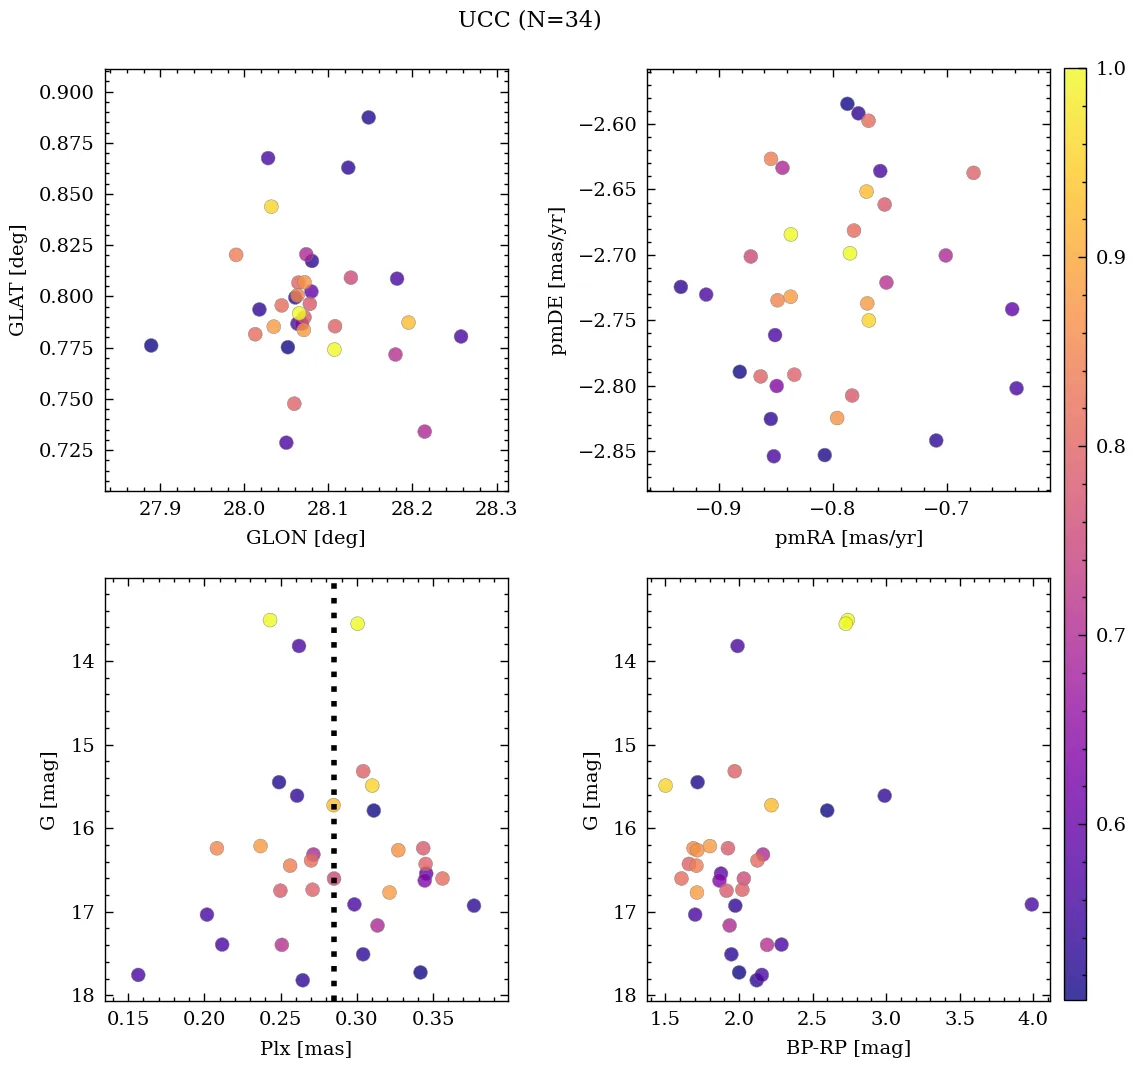 UCC (N=34)
0.900
0.875
0.850
0.825
0.800
0.775
0.750
0.725
GLAT [deg]
27.9 28.0 28.1 28.2 28.3
GLON [deg]
−2.60
−2.65
−2.70
−2.75
−2.80
−2.85
pmDE [mas/yr]
−0.9 −0.8 −0.7
pmRA [mas/yr]
14
15
16
17
18
G [mag]
0.15 0.20 0.25 0.30 0.35
Plx [mas]
14
15
16
17
18
G [mag]
1.5 2.0 2.5 3.0 3.5 4.0
BP-RP [mag]
1.0
0.9
0.8
0.7
0.6